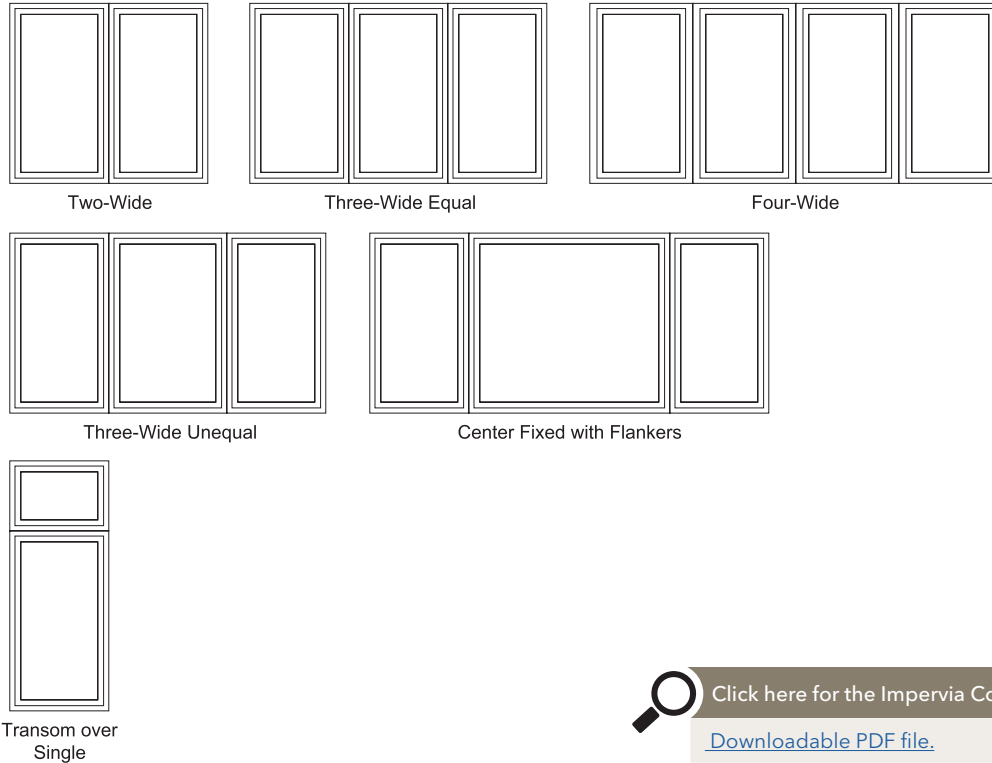 Two-Wide
Three-Wide Equal
Four-Wide
Three-Wide Unequal
Center Fixed with Flankers
Transom over
Single
Click here for the Impervia
Downloadable PDF file.